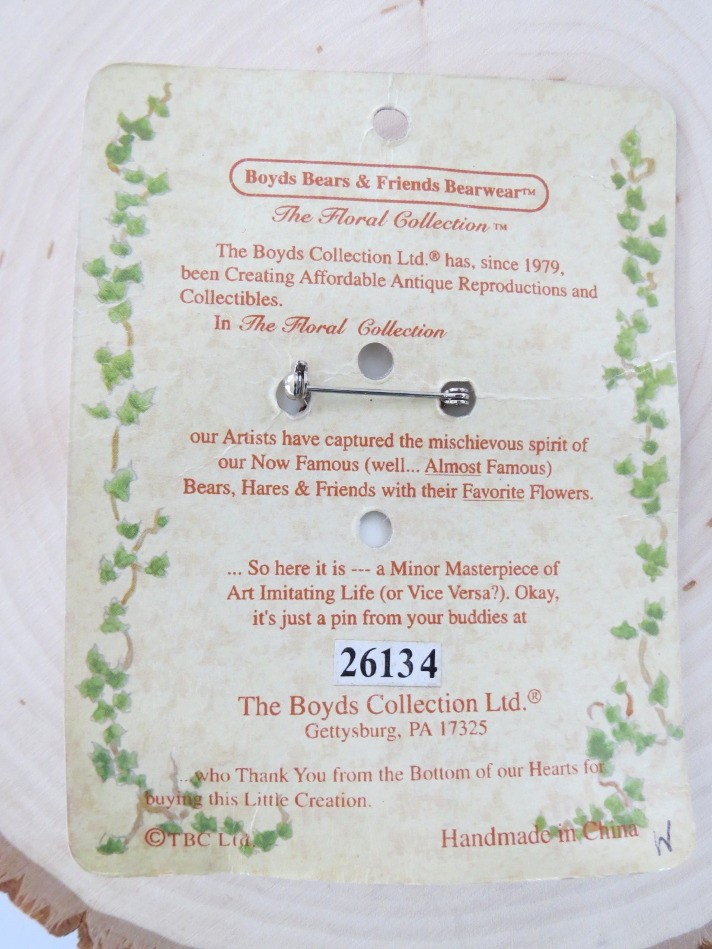 Boyds Bears & Friends Bearwear™
The Floral Collection™
The Boyds Collection Ltd.® has, since 1979,
been Creating Affordable Antique Reproductions and
Collectibles.
In The Floral Collection
our Artists have captured the mischievous spirit of
our Now Famous (well... Almost Famous)
Bears, Hares & Friends with their Favorite Flowers.
... So here it is --- a Minor Masterpiece of
Art Imitating Life (or Vice Versa?). Okay,
it's just a pin from your buddies at
26134
The Boyds Collection Ltd.®
Gettysburg, PA 17325
...who Thank You from the Bottom of our Hearts for
buying this Little Creation.
©TBC Ltd.
Handmade in China